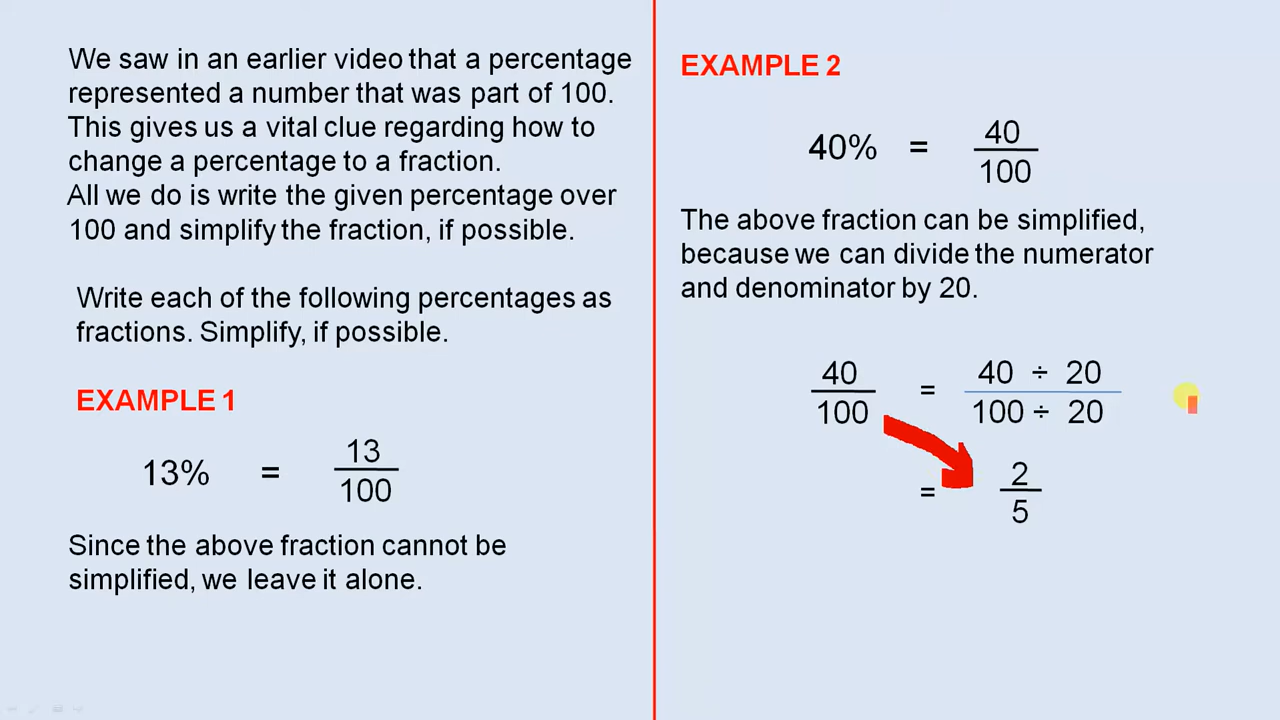 We saw in an earlier video that a percentage
represented a number that was part of 100.
This gives us a vital clue regarding how to
change a percentage to a fraction.
All we do is write the given percentage over
100 and simplify the fraction, if possible.
Write each of the following percentages as
fractions. Simplify, if possible.
EXAMPLE 1
13% = 13/100
Since the above fraction cannot be
simplified, we leave it alone.
EXAMPLE 2
40% = 40/100
The above fraction can be simplified,
because we can divide the numerator
and denominator by 20.
40/100 = 40 ÷ 20/100 ÷ 20
= 2/5